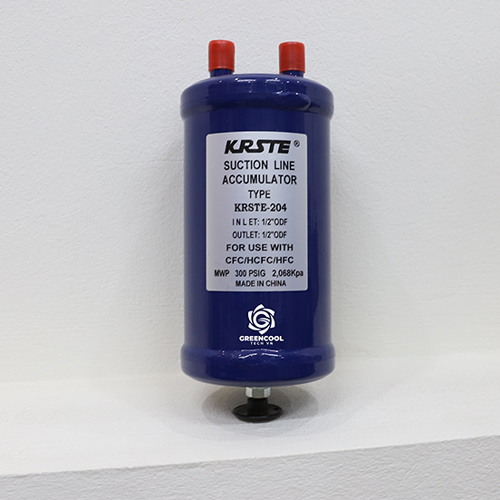 KRSTE ®
SUCTION LINE
ACCUMULATOR
TYPE
KRSTE-204
INLET: 1/2"ODF
OUTLET: 1/2"ODF
FOR USE WITH
CFC/HCFC/HFC
MWP 300 PSIG 2,068Kpa
MADE IN CHINA
GREENCOOL
TECH VN